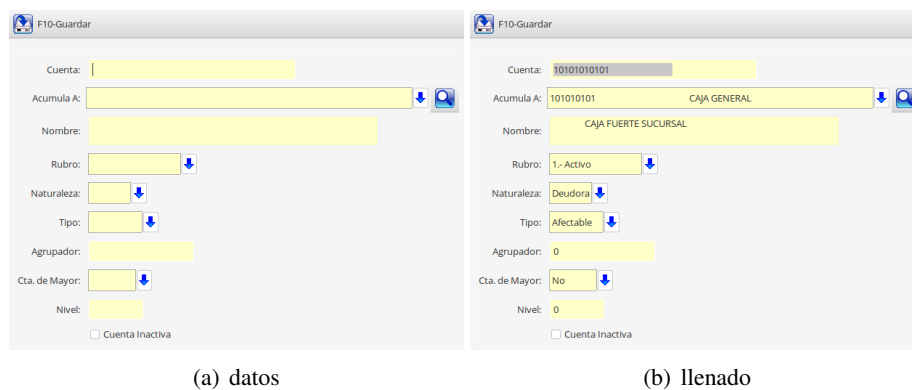 F10-Guardar
Cuenta:
Acumula A:
Nombre:
Rubro:
Naturaleza:
Tipo:
Agrupador:
Cta. de Mayor:
Nivel:
Cuenta Inactiva
(a) datos
F10-Guardar
Cuenta: 10101010101
Acumula A: 101010101 CAJA GENERAL
Nombre: CAJA FUERTE SUCURSAL
Rubro: 1.- Activo
Naturaleza: Deudora
Tipo: Afectable
Agrupador: 0
Cta. de Mayor: No
Nivel: 0
Cuenta Inactiva
(b) llenado